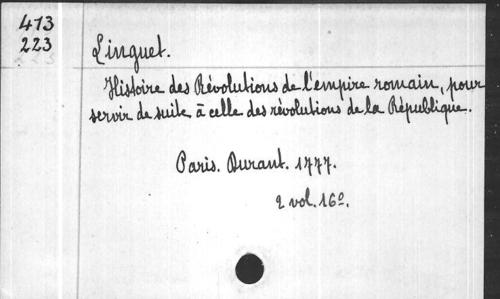 413
223
Linguet.
Histoire des Révolutions de l'empire romain, pour
servir de suite à celle des révolutions de la République.
Paris. Durant. 1777.
2 vol. 16º.